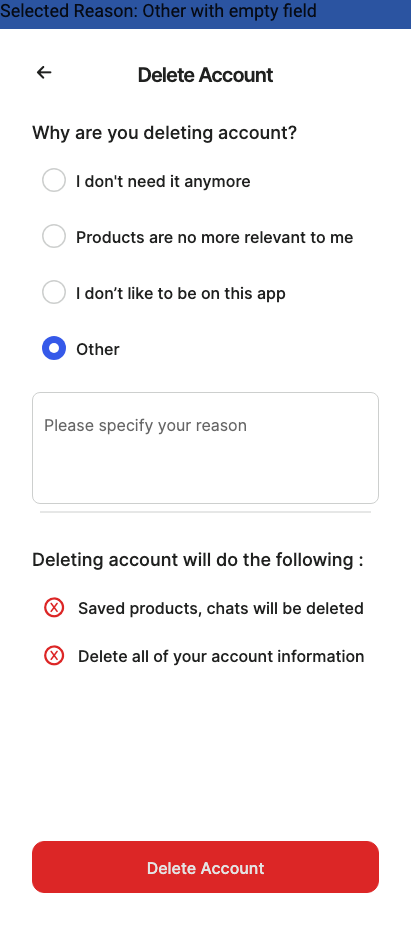 Selected Reason: Other with empty field
Delete Account
Why are you deleting account?
I don't need it anymore
Products are no more relevant to me
I don’t like to be on this app
Other
Please specify your reason
Deleting account will do the following :
Saved products, chats will be deleted
Delete all of your account information
Delete Account